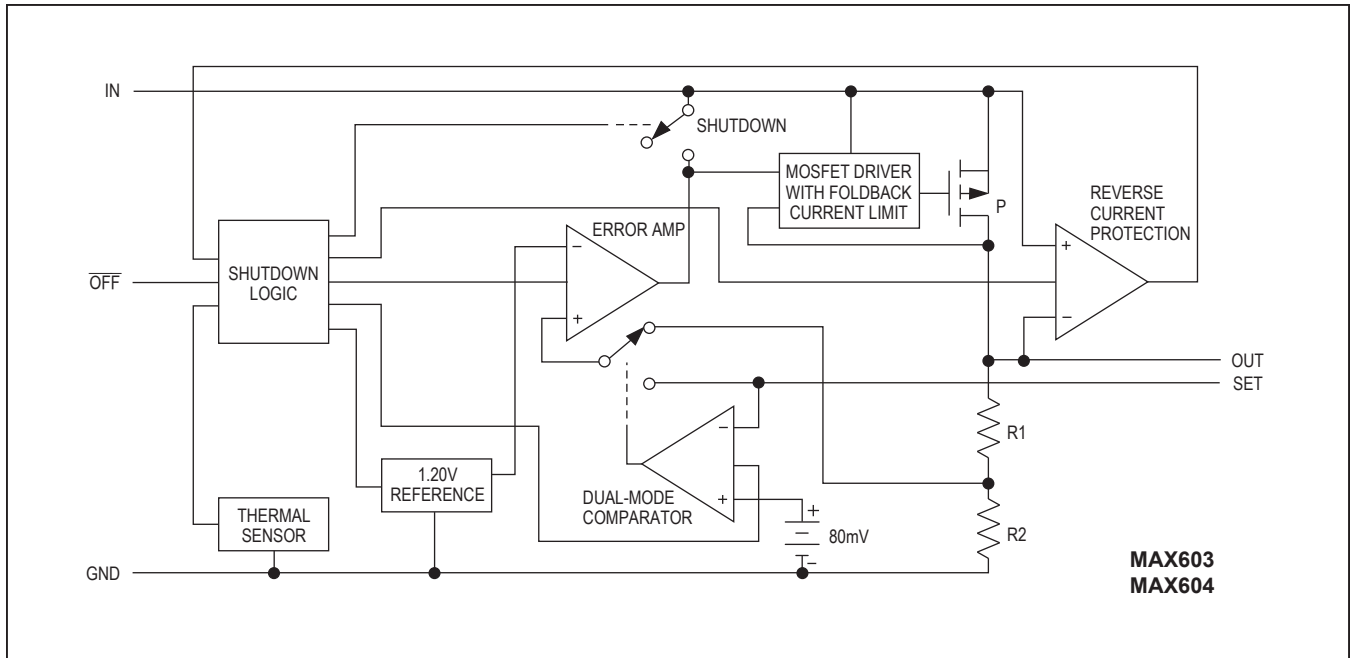 IN
SHUTDOWN
MOSFET DRIVER
WITH FOLDBACK
CURRENT LIMIT
P
REVERSE
CURRENT
PROTECTION
+
−
ERROR AMP
−
+
SHUTDOWN
LOGIC
OFF
OUT
SET
R1
−
+
DUAL-MODE
COMPARATOR
1.20V
REFERENCE
+
−
80mV
R2
THERMAL
SENSOR
GND
MAX603
MAX604